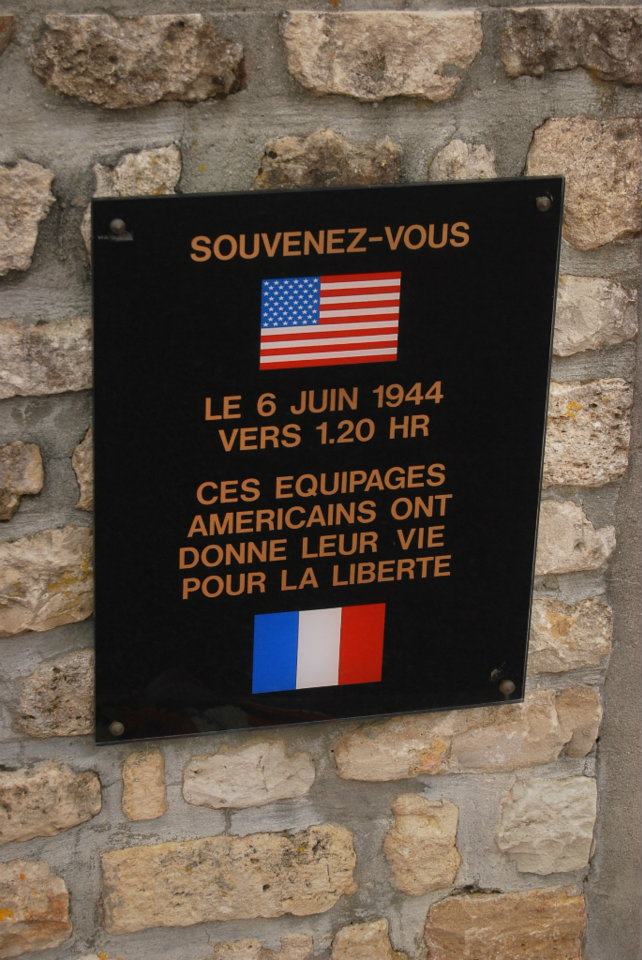 SOUVENEZ-VOUS
LE 6 JUIN 1944
VERS 1.20 HR
CES EQUIPAGES
AMERICAINS ONT
DONNE LEUR VIE
POUR LA LIBERTE